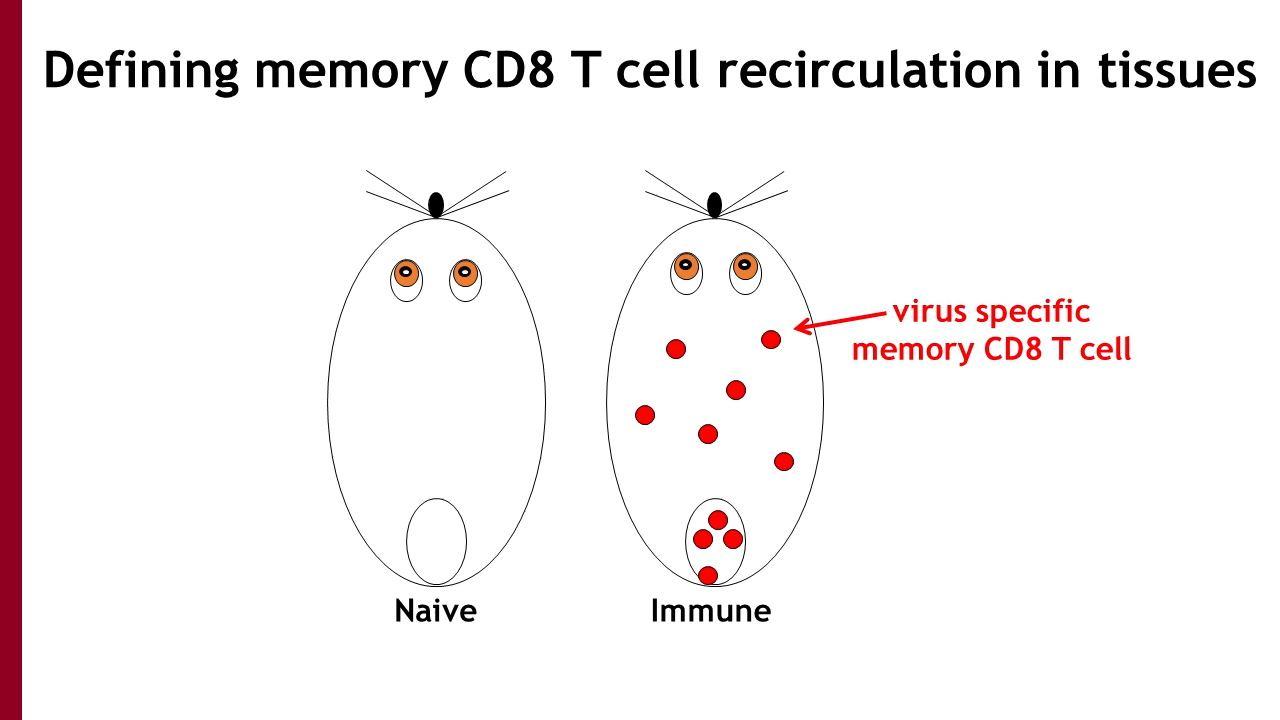 Defining memory CD8 T cell recirculation in tissues
virus specific
memory CD8 T cell
Naive
Immune